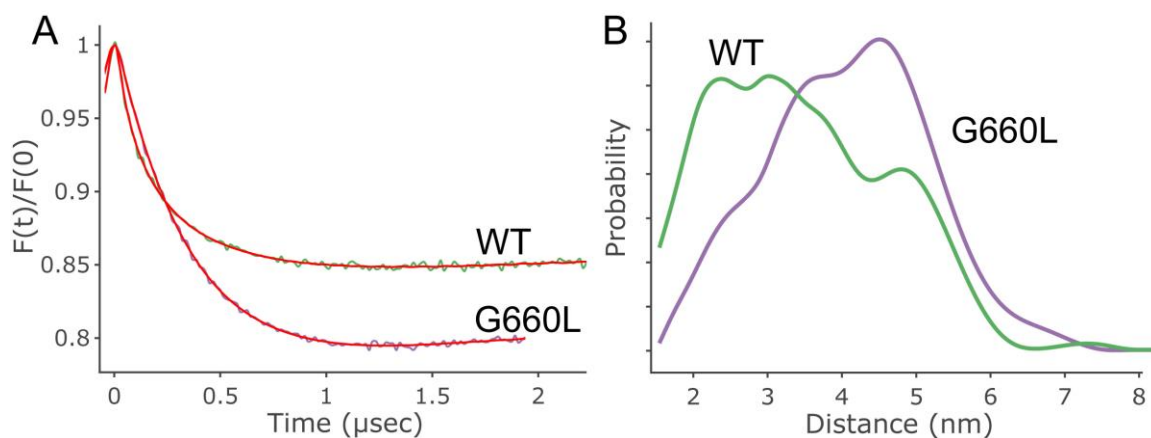 A
F(t)/F(0)
1
0.95
0.9
0.85
0.8
WT
G660L
0
0.5
1
1.5
2
Time (μsec)
B
Probability
WT
G660L
2
3
4
5
6
7
8
Distance (nm)